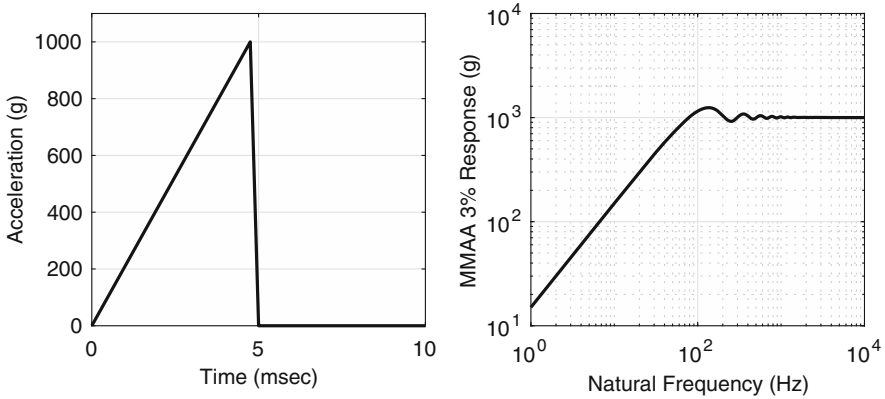 1000
800
600
400
200
0
Acceleration (g)
0 5 10
Time (msec)
10^4
10^3
10^2
10^1
MMAA 3% Response (g)
10^0 10^2 10^4
Natural Frequency (Hz)